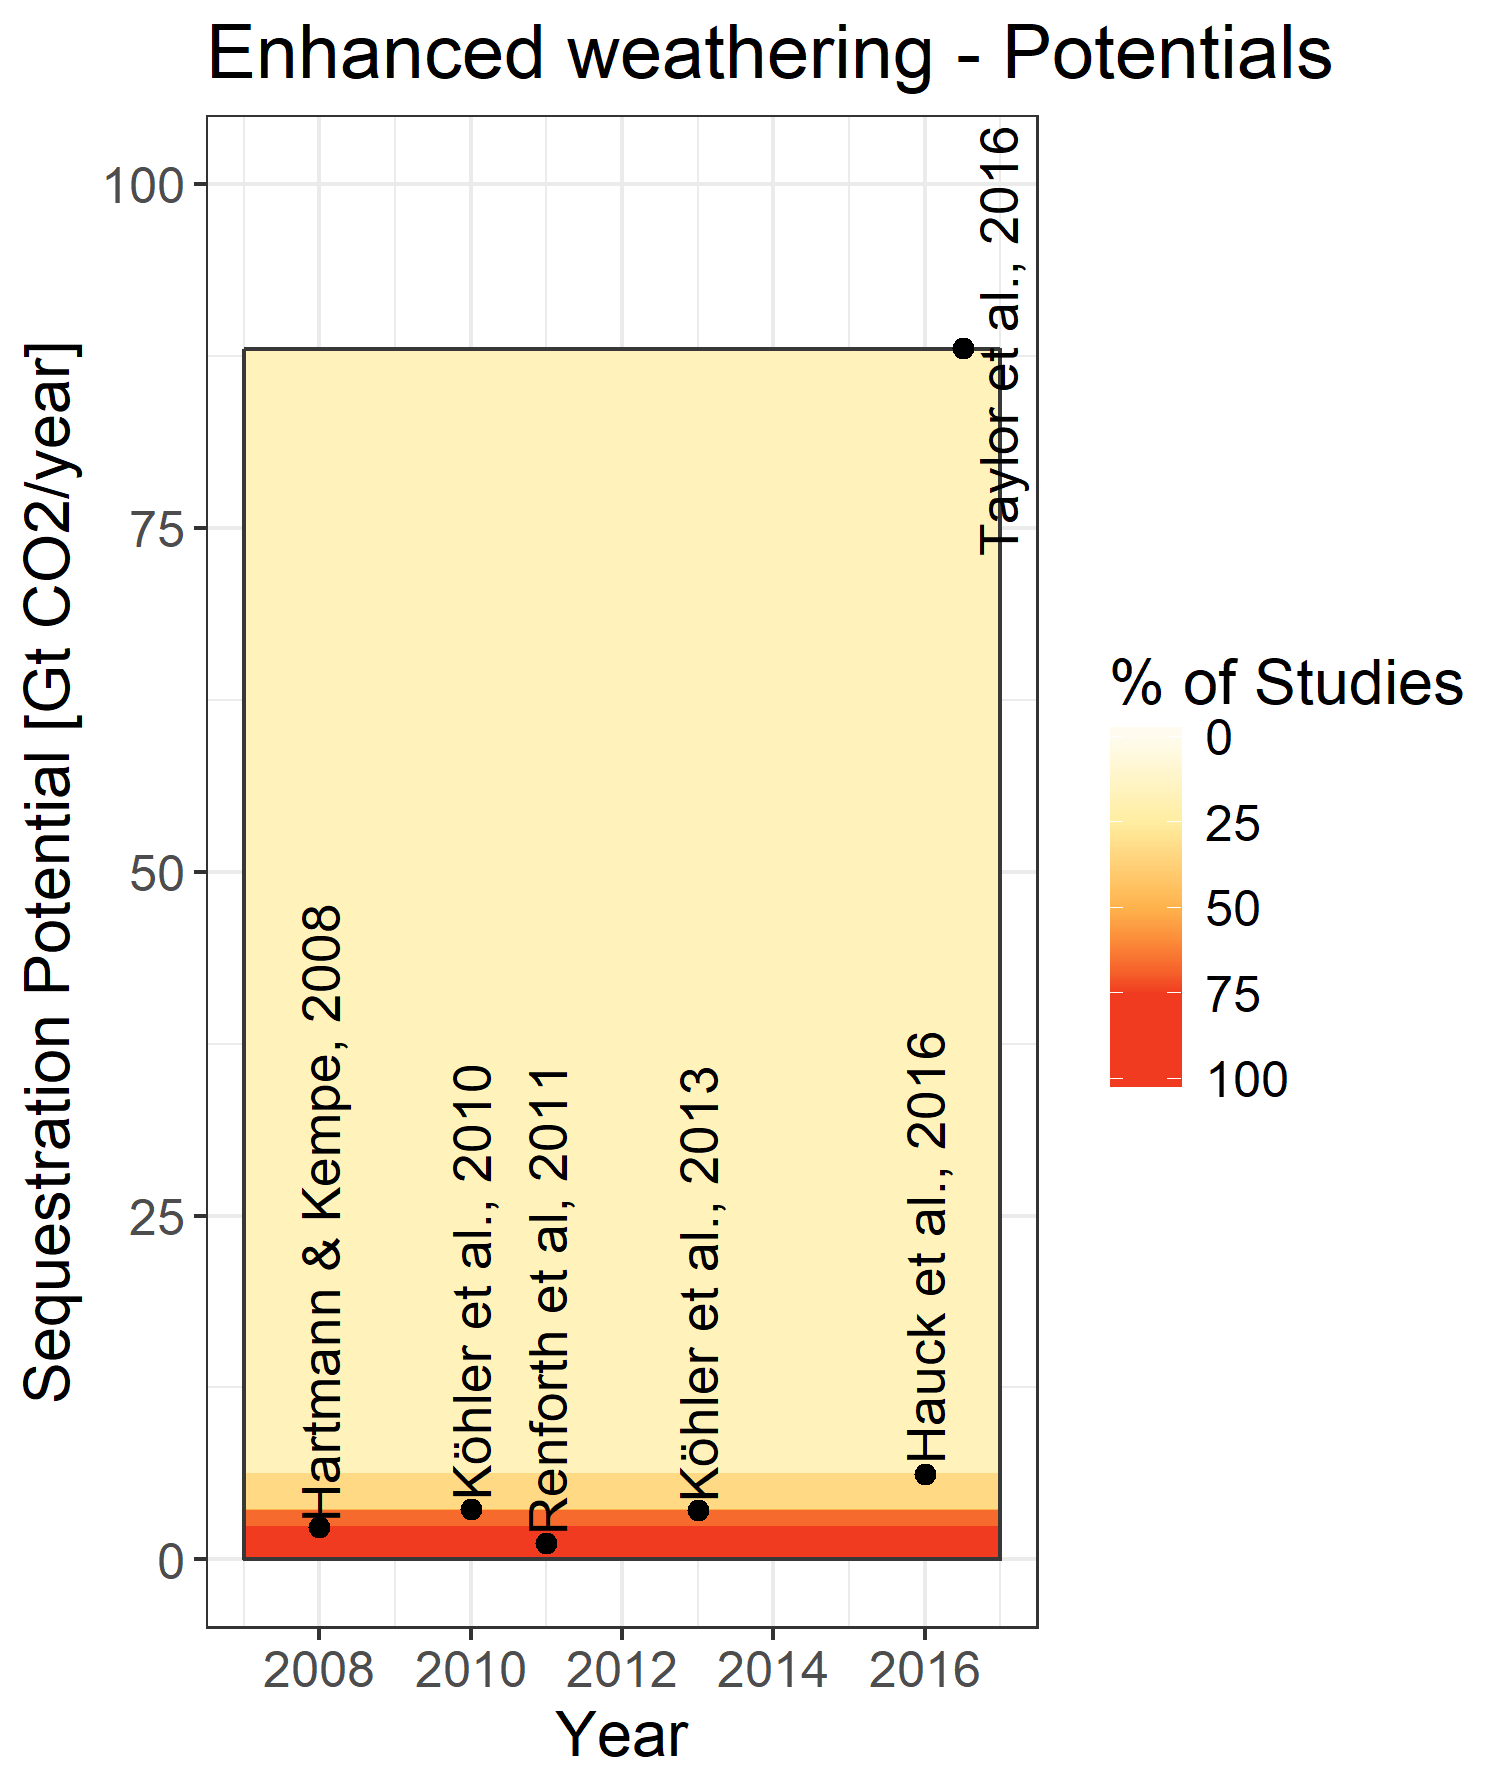 Enhanced weathering - Potentials
Sequestration Potential [Gt CO2/year]
100
75
50
25
0
Hartmann & Kempe, 2008
Köhler et al., 2010
Renforth et al, 2011
Köhler et al., 2013
Hauck et al., 2016
Taylor et al., 2016
2008
2010
2012
2014
2016
Year
% of Studies
0
25
50
75
100